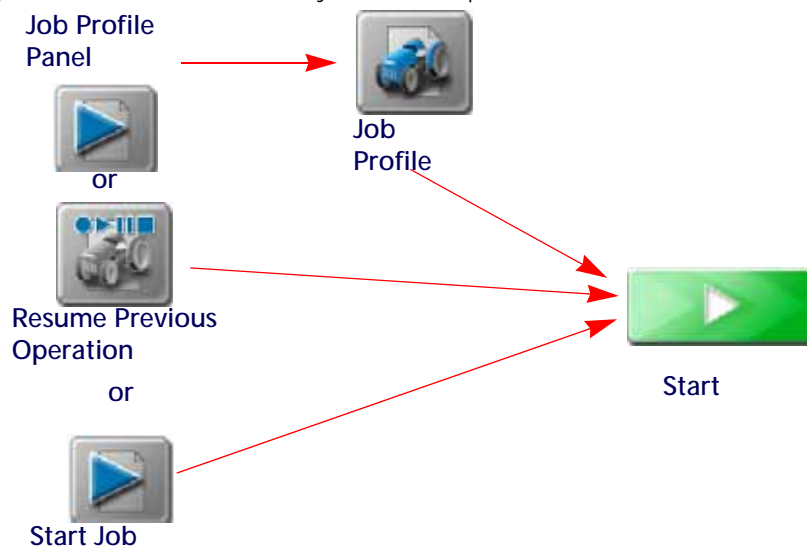 Job Profile
Panel
Job
Profile
or
Resume Previous
Operation
or
Start
Start Job